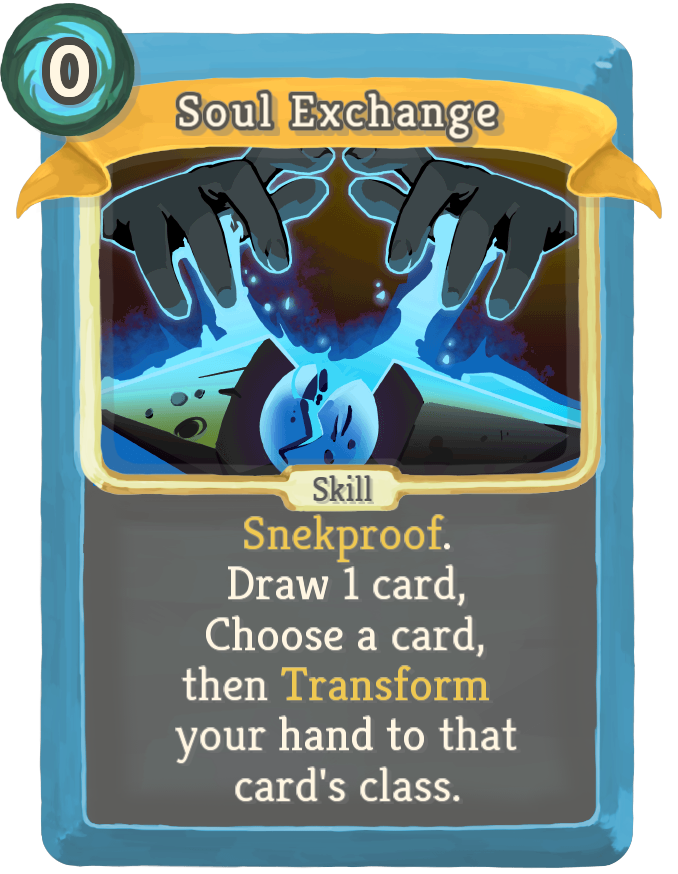 0
Soul Exchange
Skill
Snekproof.
Draw 1 card,
Choose a card,
then Transform
your hand to that
card's class.